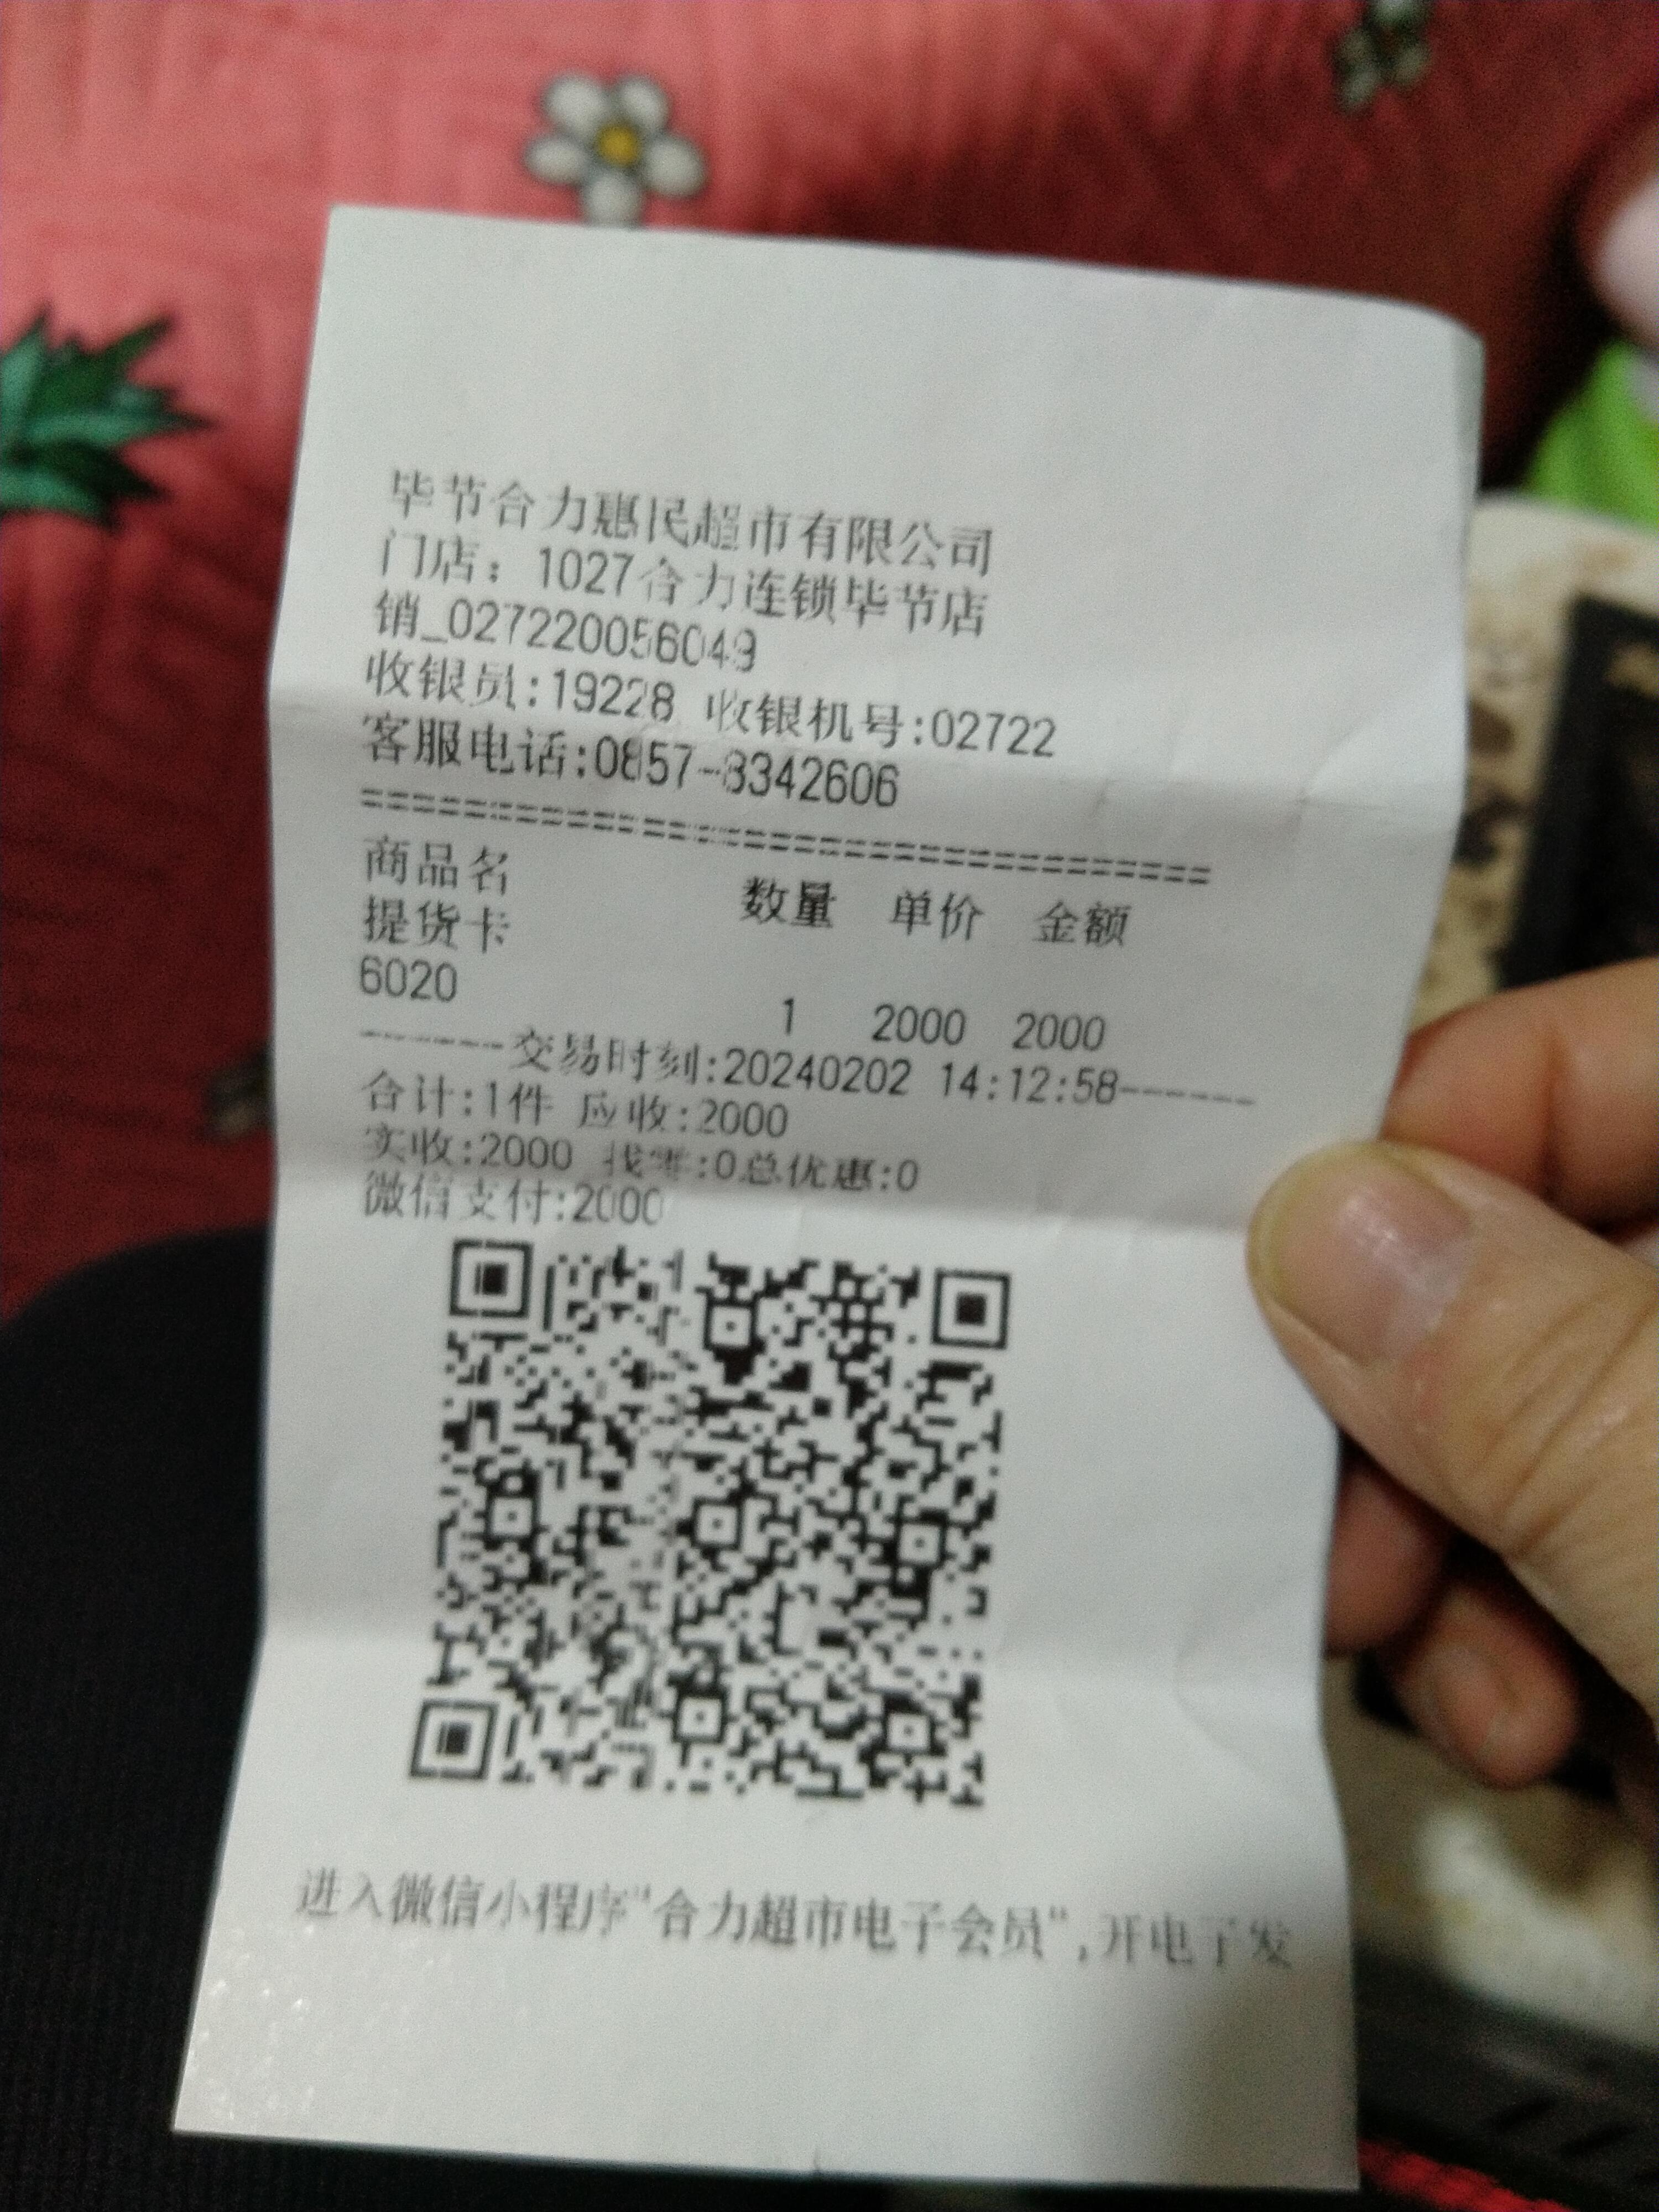 毕节合力惠民超市有限公司
门店：1027合力连锁毕节店
销_027220056049
收银员:19228 收银机号:02722
客服电话:0857-8342606
================================
商品名 数量 单价 金额
提货卡
6020 1 2000 2000
------交易时刻:20240202 14:12:58------
合计:1件 应收:2000
实收:2000 找零:0总优惠:0
微信支付:2000
进入微信小程序"合力超市电子会员",开电子发